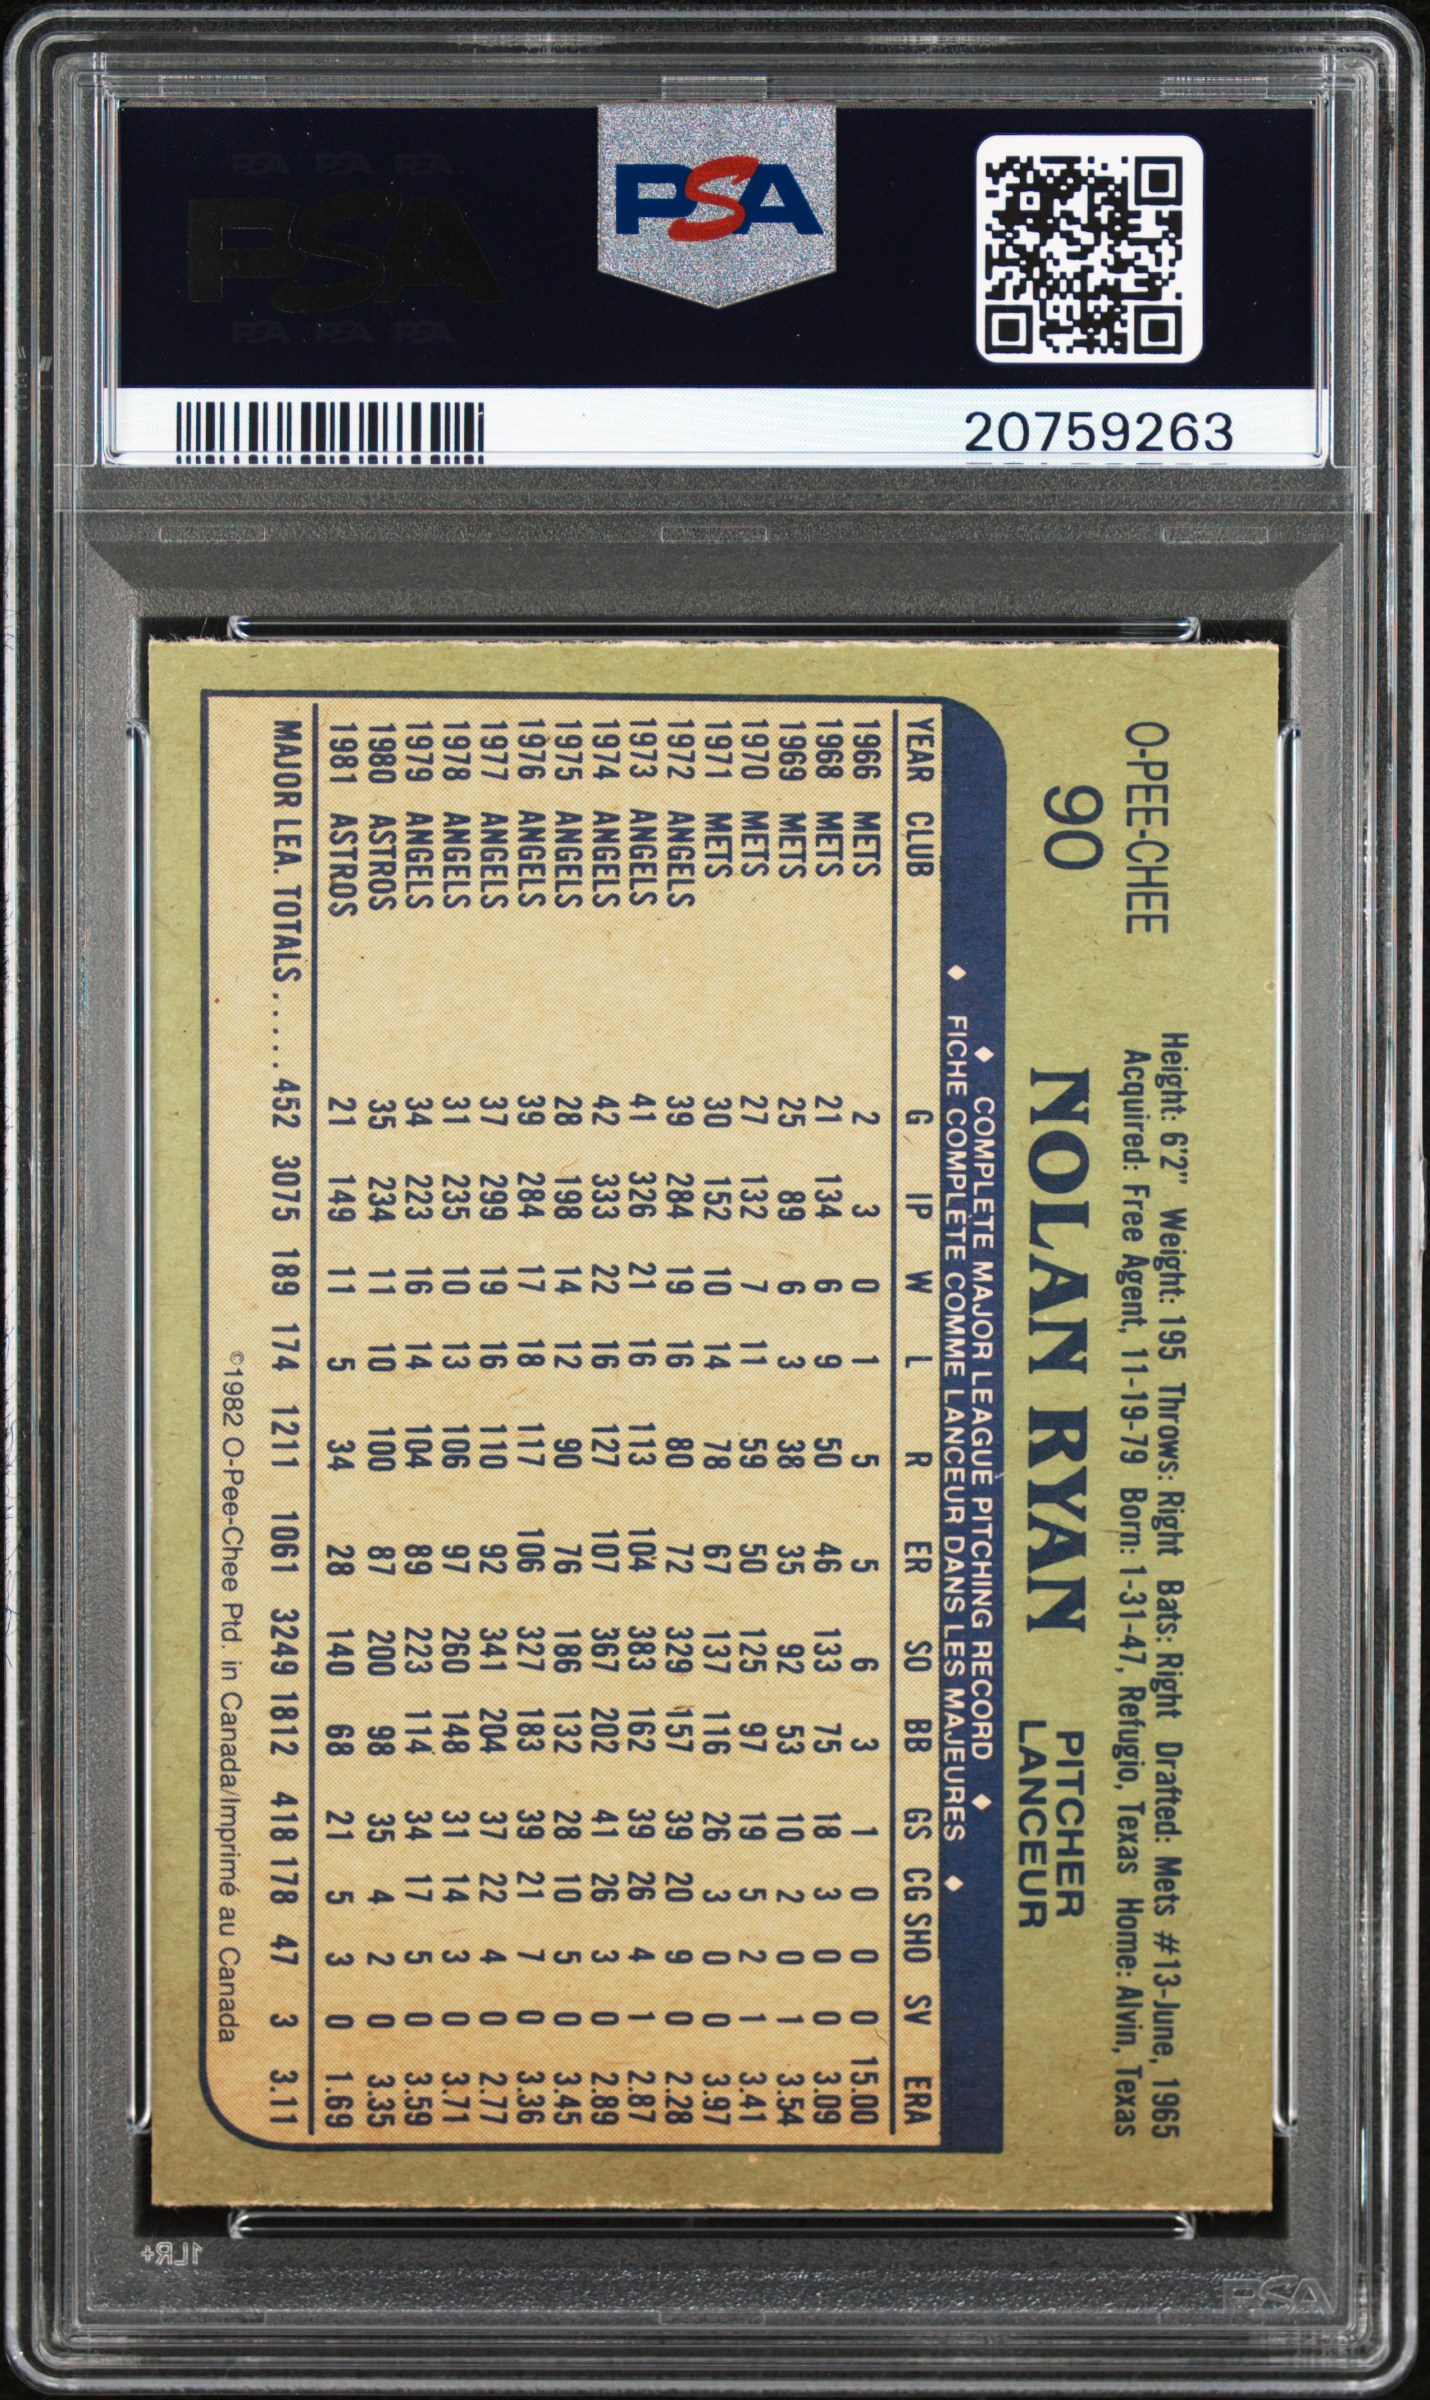 PSA PSA PSA
PSA
PSA PSA PSA
PSA
20759263
O-PEE-CHEE
Height: 6'2" Weight: 195 Throws: Right Bats: Right Drafted: Mets #13-June, 1965
Acquired: Free Agent, 11-19-79 Born: 1-31-47, Refugio, Texas Home: Alvin, Texas
90 NOLAN RYAN PITCHER
LANCEUR
♦ COMPLETE MAJOR LEAGUE PITCHING RECORD ♦
♦ FICHE COMPLÈTE COMME LANCEUR DANS LES MAJEURES ♦
YEAR CLUB G IP W L R ER SO BB GS CG SHO SV ERA
1966 METS 2 3 0 1 5 5 6 3 1 0 0 0 15.00
1968 METS 21 134 6 9 50 46 133 75 18 3 0 0 3.09
1969 METS 25 89 6 3 38 35 92 53 10 2 0 1 3.54
1970 METS 27 132 7 11 59 50 125 97 19 5 2 1 3.41
1971 METS 30 152 10 14 78 67 137 116 26 3 0 0 3.97
1972 ANGELS 39 284 19 16 80 72 329 157 39 20 9 0 2.28
1973 ANGELS 41 326 21 16 113 104 383 162 39 26 4 1 2.87
1974 ANGELS 42 333 22 16 127 107 367 202 41 26 3 0 2.89
1975 ANGELS 28 198 14 12 90 76 186 132 28 10 5 0 3.45
1976 ANGELS 39 284 17 18 117 106 327 183 39 21 7 0 3.36
1977 ANGELS 37 299 19 16 110 92 341 204 37 22 4 0 2.77
1978 ANGELS 31 235 10 13 106 97 260 148 31 14 3 0 3.71
1979 ANGELS 34 223 16 14 104 89 223 114 34 17 5 0 3.59
1980 ASTROS 35 234 11 10 100 87 200 98 35 4 2 0 3.35
1981 ASTROS 21 149 11 5 34 28 140 68 21 5 3 0 1.69
MAJOR LEA. TOTALS . . . . . 452 3075 189 174 1211 1061 3249 1812 418 178 47 3 3.11
©1982 O-Pee-Chee Ptd. in Canada/Imprimé au Canada
1LR+
PSA